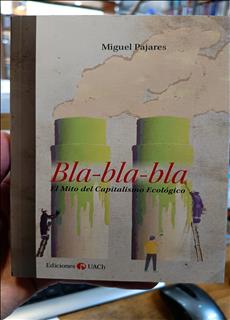 Miguel Pajares
Bla-bla-bla
El Mito del Capitalismo Ecológico
Ediciones UACh